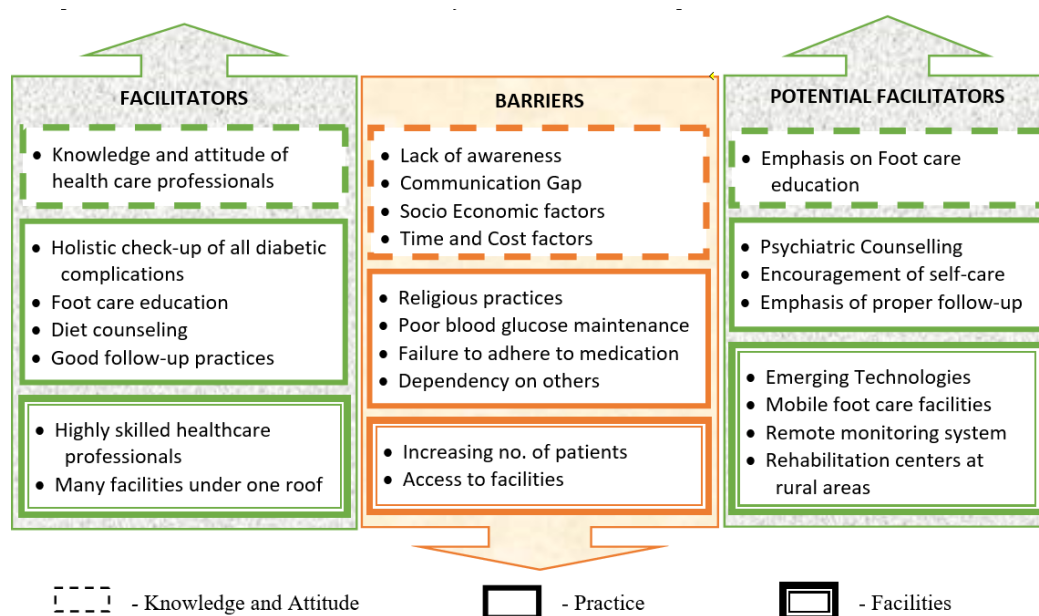 FACILITATORS
• Knowledge and attitude of
health care professionals
• Holistic check-up of all diabetic
complications
• Foot care education
• Diet counseling
• Good follow-up practices
• Highly skilled healthcare
professionals
• Many facilities under one roof
BARRIERS
• Lack of awareness
• Communication Gap
• Socio Economic factors
• Time and Cost factors
• Religious practices
• Poor blood glucose maintenance
• Failure to adhere to medication
• Dependency on others
• Increasing no. of patients
• Access to facilities
POTENTIAL FACILITATORS
• Emphasis on Foot care
education
• Psychiatric Counselling
• Encouragement of self-care
• Emphasis of proper follow-up
• Emerging Technologies
• Mobile foot care facilities
• Remote monitoring system
• Rehabilitation centers at
rural areas
- Knowledge and Attitude
- Practice
- Facilities